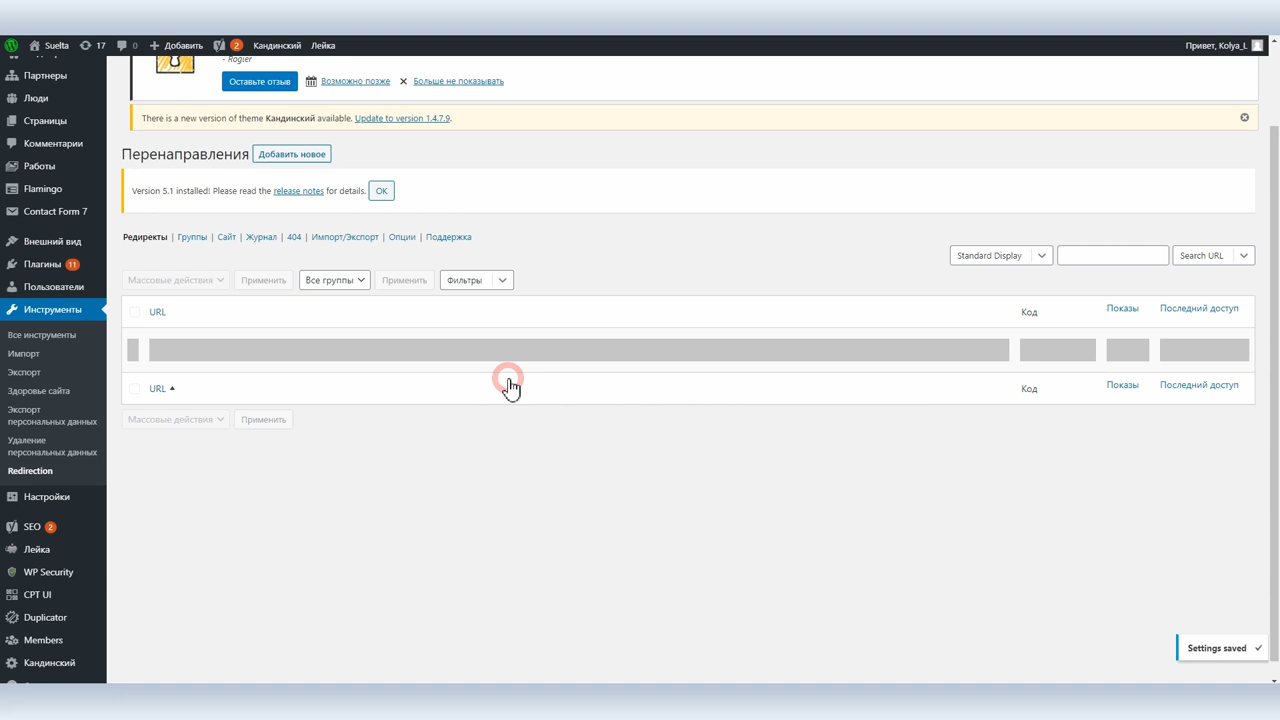 Suelta 17 0 Добавить 2 Кандинский Лейка Привет, Kolya_L
Партнеры
Люди
Страницы
Комментарии
Работы
Flamingo
Contact Form 7
Внешний вид
Плагины 11
Пользователи
Инструменты
Все инструменты
Импорт
Экспорт
Здоровье сайта
Экспорт
персональных данных
Удаление
персональных данных
Redirection
Настройки
SEO 2
Лейка
WP Security
CPT UI
Duplicator
Members
Кандинский
- Rogier
Оставьте отзыв Возможно позже Больше не показывать
There is a new version of theme Кандинский available. Update to version 1.4.7.9.
Перенаправления Добавить новое
Version 5.1 installed! Please read the release notes for details. OK
Редиректы | Группы | Сайт | Журнал | 404 | Импорт/Экспорт | Опции | Поддержка
Standard Display Search URL
Массовые действия Применить Все группы Применить Фильтры
URL Код Показы Последний доступ
URL Код Показы Последний доступ
Массовые действия Применить
Settings saved